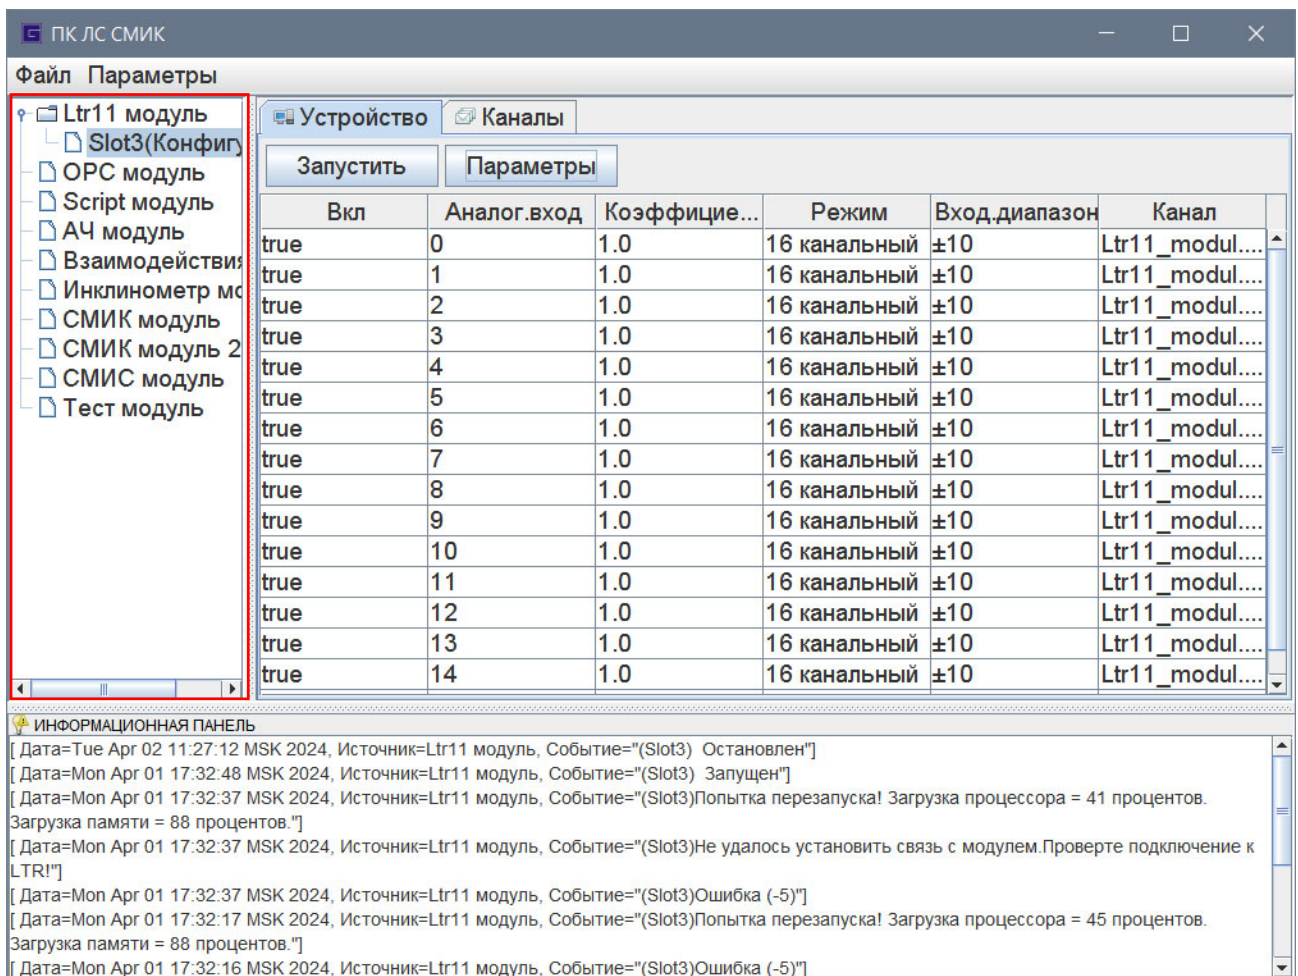 ПК ЛС СМИК
Файл Параметры
Ltr11 модуль
Slot3(Конфигу
OPC модуль
Script модуль
АЧ модуль
Взаимодействия
Инклинометр мо
СМИК модуль
СМИК модуль 2
СМИС модуль
Тест модуль
Устройство Каналы
Запустить Параметры
Вкл Аналог.вход Коэффицие... Режим Вход.диапазон Канал
true 0 1.0 16 канальный ±10 Ltr11_modul....
true 1 1.0 16 канальный ±10 Ltr11_modul....
true 2 1.0 16 канальный ±10 Ltr11_modul....
true 3 1.0 16 канальный ±10 Ltr11_modul....
true 4 1.0 16 канальный ±10 Ltr11_modul....
true 5 1.0 16 канальный ±10 Ltr11_modul....
true 6 1.0 16 канальный ±10 Ltr11_modul....
true 7 1.0 16 канальный ±10 Ltr11_modul....
true 8 1.0 16 канальный ±10 Ltr11_modul....
true 9 1.0 16 канальный ±10 Ltr11_modul....
true 10 1.0 16 канальный ±10 Ltr11_modul....
true 11 1.0 16 канальный ±10 Ltr11_modul....
true 12 1.0 16 канальный ±10 Ltr11_modul....
true 13 1.0 16 канальный ±10 Ltr11_modul....
true 14 1.0 16 канальный ±10 Ltr11_modul....
ИНФОРМАЦИОННАЯ ПАНЕЛЬ
[ Дата=Tue Apr 02 11:27:12 MSK 2024, Источник=Ltr11 модуль, Событие="(Slot3) Остановлен"]
[ Дата=Mon Apr 01 17:32:48 MSK 2024, Источник=Ltr11 модуль, Событие="(Slot3) Запущен"]
[ Дата=Mon Apr 01 17:32:37 MSK 2024, Источник=Ltr11 модуль, Событие="(Slot3)Попытка перезапуска! Загрузка процессора = 41 процентов.
Загрузка памяти = 88 процентов."]
[ Дата=Mon Apr 01 17:32:37 MSK 2024, Источник=Ltr11 модуль, Событие="(Slot3)Не удалось установить связь с модулем.Проверте подключение к
LTR!"]
[ Дата=Mon Apr 01 17:32:37 MSK 2024, Источник=Ltr11 модуль, Событие="(Slot3)Ошибка (-5)"]
[ Дата=Mon Apr 01 17:32:17 MSK 2024, Источник=Ltr11 модуль, Событие="(Slot3)Попытка перезапуска! Загрузка процессора = 45 процентов.
Загрузка памяти = 88 процентов."]
[ Дата=Mon Apr 01 17:32:16 MSK 2024, Источник=Ltr11 модуль, Событие="(Slot3)Ошибка (-5)"]